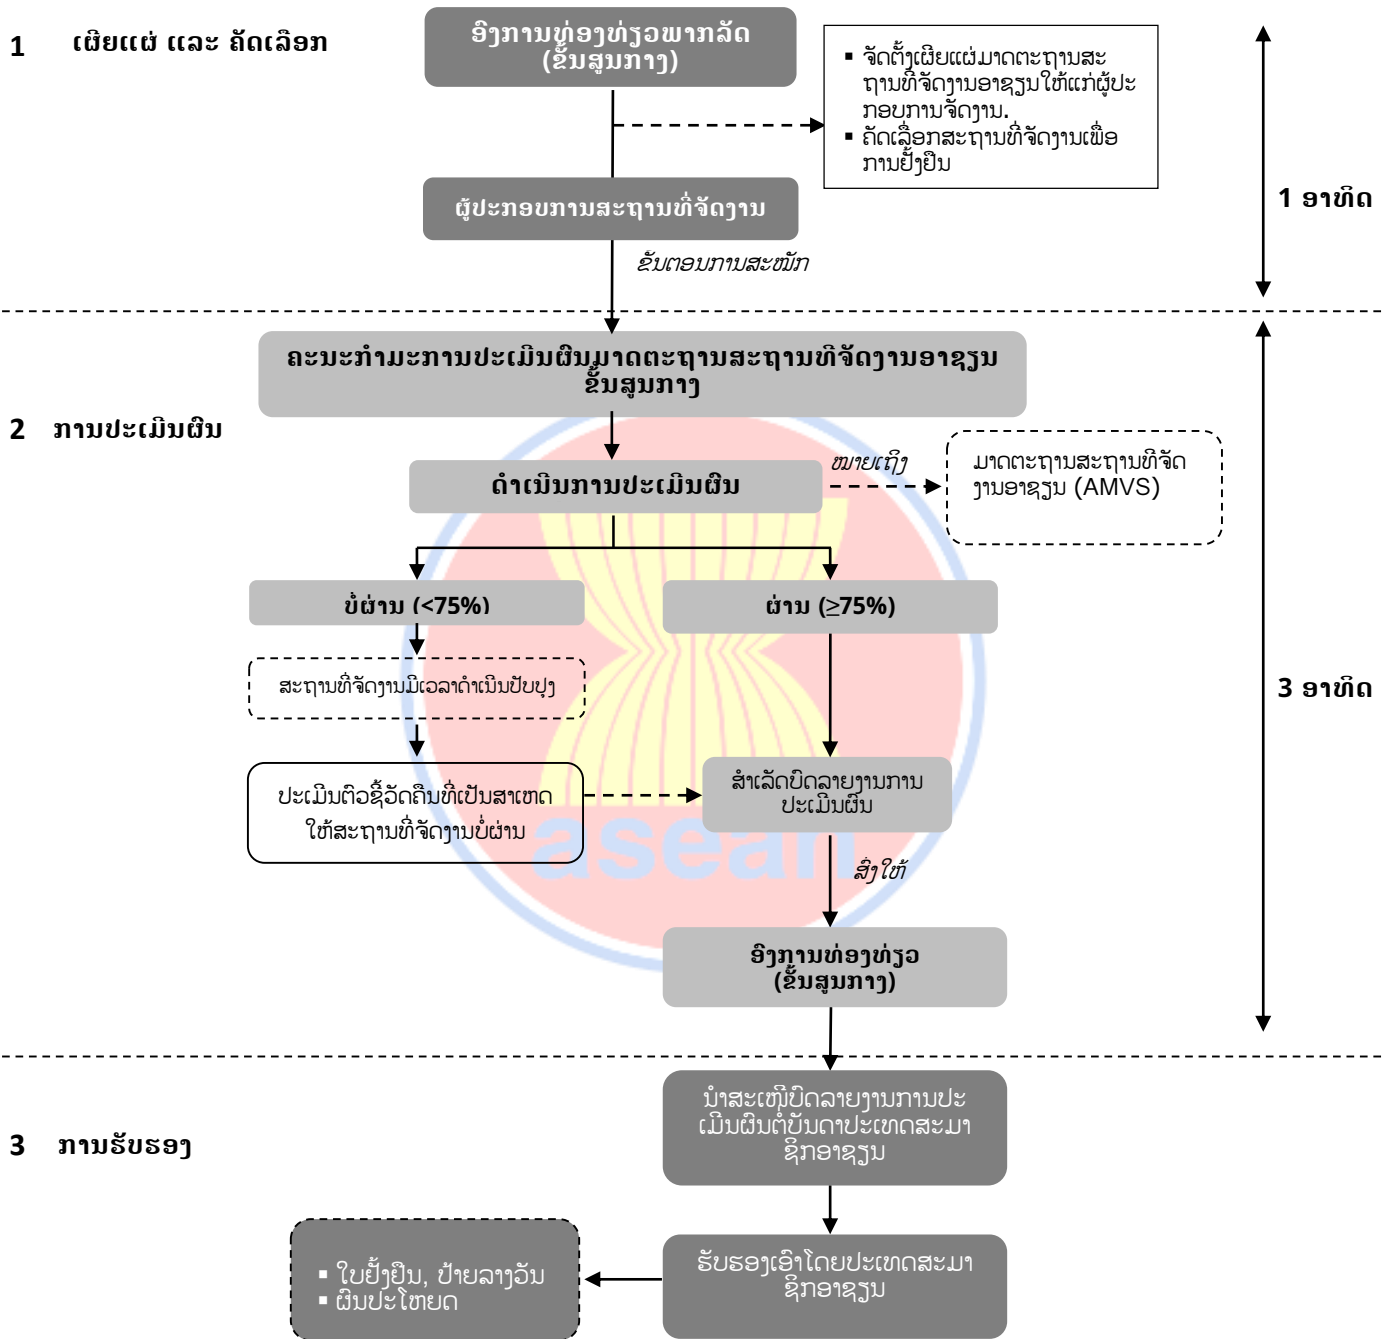 1 ເຜີຍແຜ່ ແລະ ຄັດເລືອກ
ອົງການທ່ອງທ່ຽວພາກລັດ
(ຂັ້ນສູນກາງ)
▪ ຈັດຕັ້ງເຜີຍແຜ່ມາດຕະຖານສະ
ຖານທີ່ຈັດງານອາຊຽນໃຫ້ແກ່ຜູ້ປະ
ກອບການຈັດງານ.
▪ ຄັດເລື່ອກສະຖານທີ່ຈັດງານເພື່ອ
ການຢັ້ງຢືນ
ຜູ້ປະກອບການສະຖານທີ່ຈັດງານ
1 ອາທິດ
ຂັ້ນຕອນການສະໝັກ
ຄະນະກຳມະການປະເມີນຜົນມາດຕະຖານສະຖານທີຈັດງານອາຊຽນ
ຂັ້ນສູນກາງ
2 ການປະເມີນຜົນ
ດຳເນີນການປະເມີນຜົນ
ໝາຍເຖິງ
ມາດຕະຖານສະຖານທີຈັດ
ງານອາຊຽນ (AMVS)
ບໍ່ຜ່ານ (<75%)
ຜ່ານ (≥75%)
ສະຖານທີ່ຈັດງານມີເວລາດຳເນີນປັບປຸງ
3 ອາທິດ
ປະເມີນຕົວຊີ້ວັດຄືນທີ່ເປັນສາເຫດ
ໃຫ້ສະຖານທີ່ຈັດງານບໍ່ຜ່ານ
ສຳເລັດບົດລາຍງານການ
ປະເມີນຜົນ
asean
ສົ່ງໃຫ້
ອົງການທ່ອງທ່ຽວ
(ຂັ້ນສູນກາງ)
3 ການຮັບຮອງ
ນຳສະເໜີບົດລາຍງານການປະ
ເມີນຜົນຕໍ່ບັນດາປະເທດສະມາ
ຊິກອາຊຽນ
▪ ໃບຢັ້ງຢືນ, ປ້າຍລາງວັນ
▪ ຜົນປະໂຫຍດ
ຮັບຮອງເອົາໂດຍປະເທດສະມາ
ຊິກອາຊຽນ